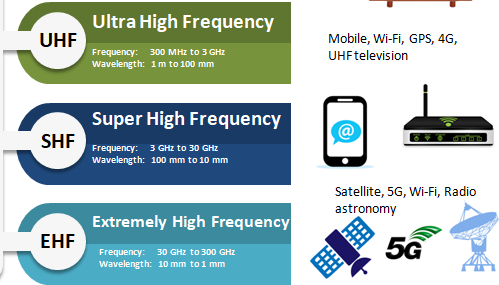 UHF
Ultra High Frequency
Frequency: 300 MHz to 3 GHz
Wavelength: 1 m to 100 mm
Mobile, Wi-Fi, GPS, 4G,
UHF television
SHF
Super High Frequency
Frequency: 3 GHz to 30 GHz
Wavelength: 100 mm to 10 mm
@
Satellite, 5G, Wi-Fi, Radio
astronomy
EHF
Extremely High Frequency
Frequency: 30 GHz to 300 GHz
Wavelength: 10 mm to 1 mm
5G